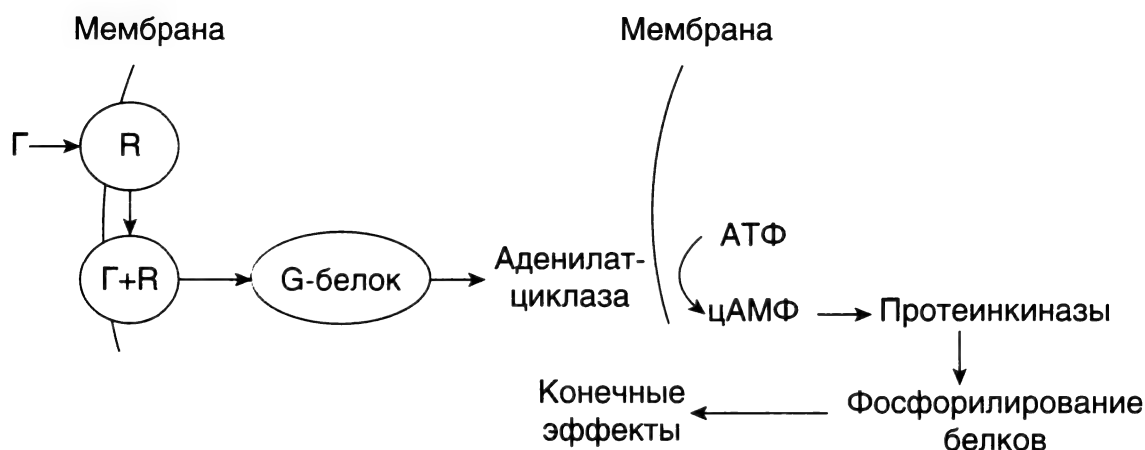 Мембрана
Мембрана
Г
R
Г+R
G-белок
Аденилат-
циклаза
АТФ
цАМФ
Протеинкиназы
Фосфорилирование
белков
Конечные
эффекты